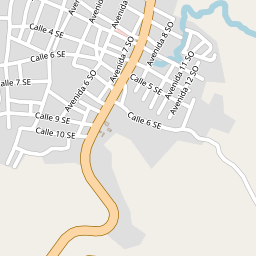 Calle 4 SE
Avenida
Avenida 7 SO
Avenida 8 SO
Calle 6 SE
Calle 7 SE
Avenida 6 SO
Calle 5 SE
Avenida 11 SO
Avenida 12 SO
Calle 9 SE
Calle 10 SE
Calle 6 SE